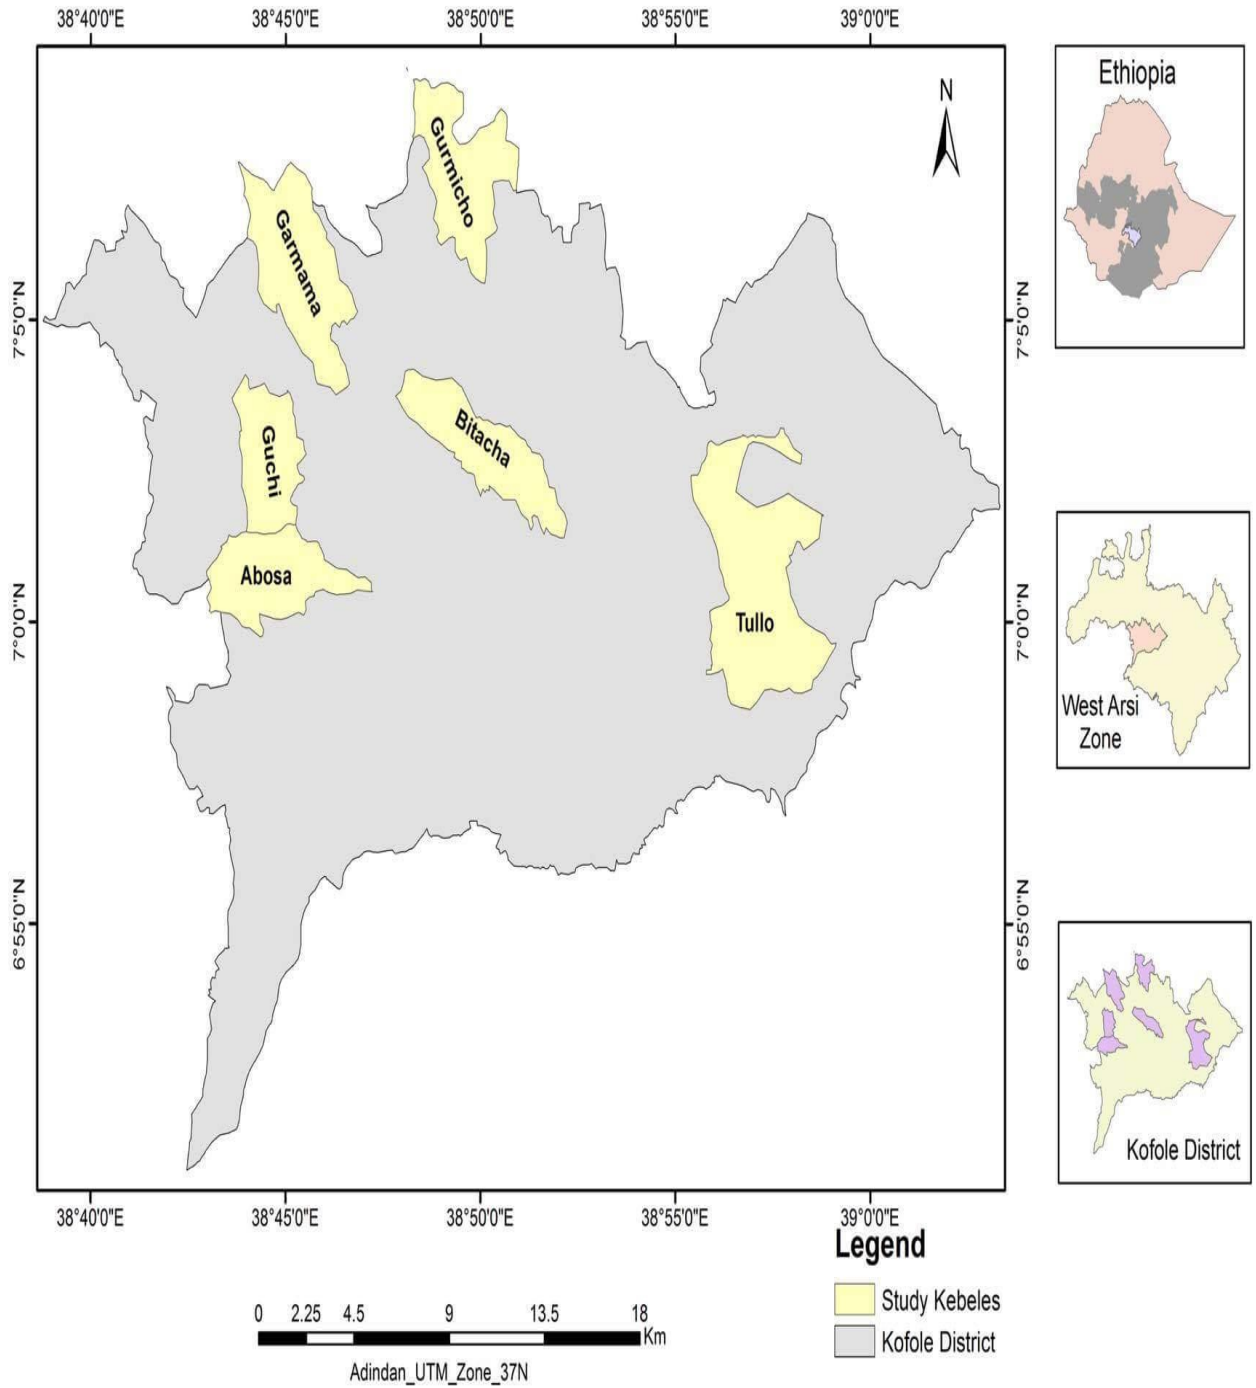 38°40'0"E 38°45'0"E 38°50'0"E 38°55'0"E 39°0'0"E
Ethiopia
N
Gurmicho
Garmama
7°5'0"N
7°5'0"N
Bitacha
Guchi
Abosa
Tullo
7°0'0"N
7°0'0"N
West Arsi
Zone
6°55'0"N
6°55'0"N
Kofole District
38°40'0"E 38°45'0"E 38°50'0"E 38°55'0"E 39°0'0"E
Legend
Study Kebeles
Kofole District
0 2.25 4.5 9 13.5 18
Km
Adindan_UTM_Zone_37N